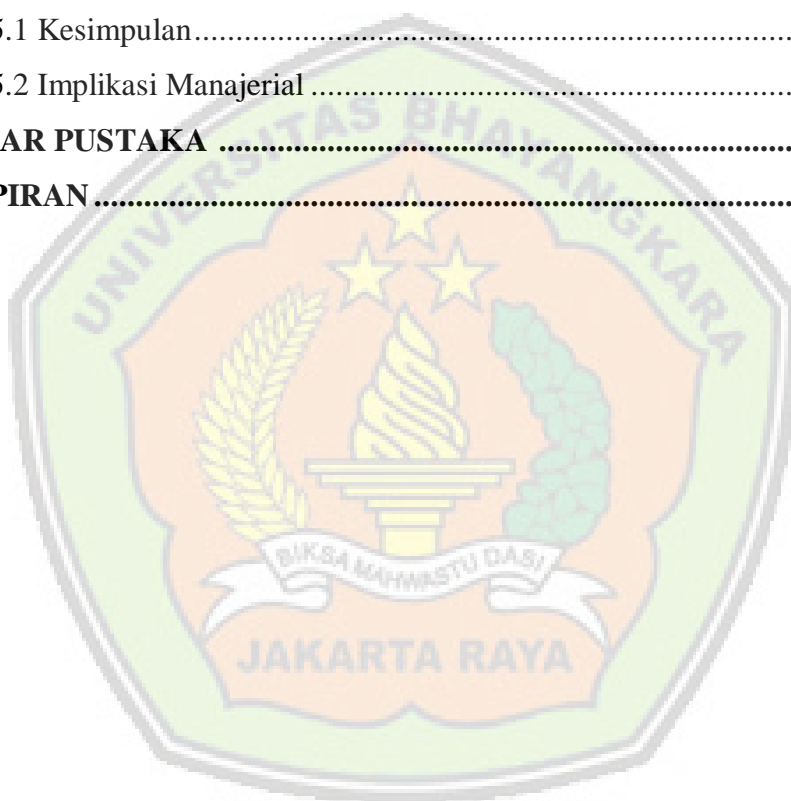 5.1 Kesimpulan........................................................................
5.2 Implikasi Manajerial..........................................................
AR PUSTAKA ......................................................................
PIRAN.....................................................................................
UNIVERSITAS BHAYANGKARA
BIKSA MAHWASTU DASI
JAKARTA RAYA